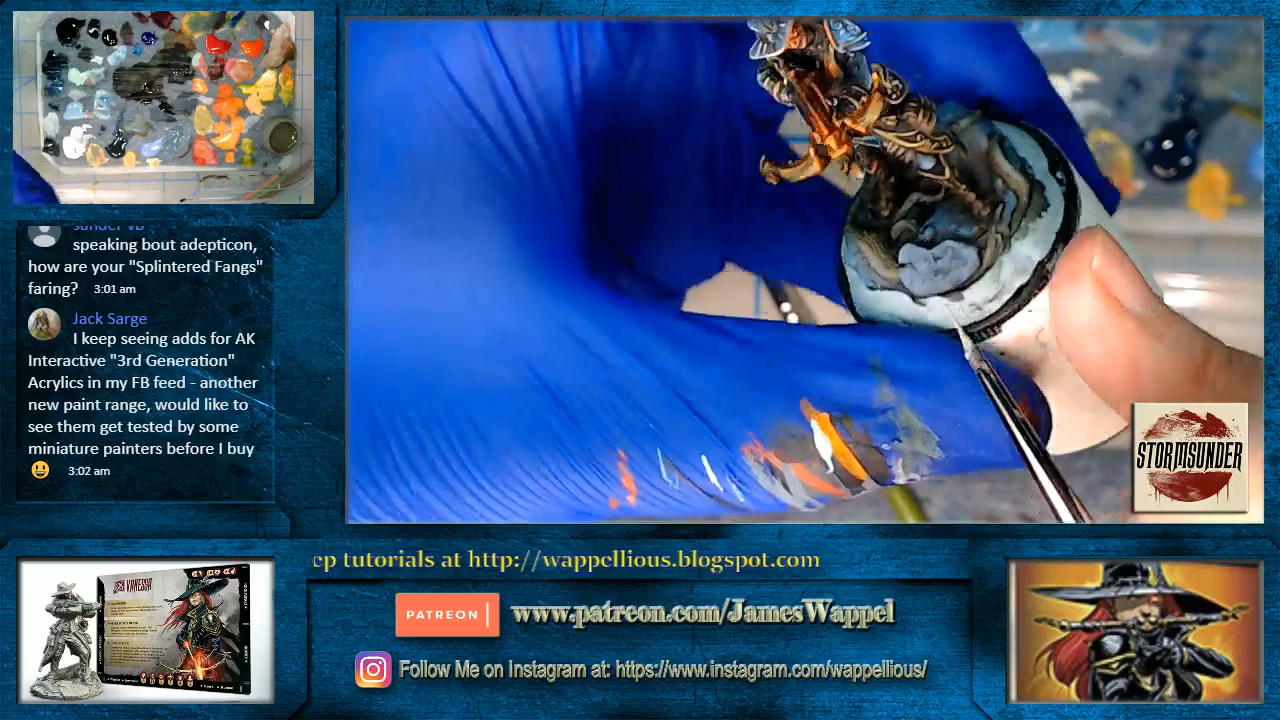 speaking bout adepticon,
how are your "Splintered Fangs"
faring? 3:01 am
Jack Sarge
I keep seeing adds for AK
Interactive "3rd Generation"
Acrylics in my FB feed - another
new paint range, would like to
see them get tested by some
miniature painters before I buy
3:02 am
STORMSUNDER
VANESSA
tutorials at http://wappellious.blogspot.com
PATREON
www.patreon.com/JamesWappel
Follow Me on Instagram at: https://www.instagram.com/wappellious/